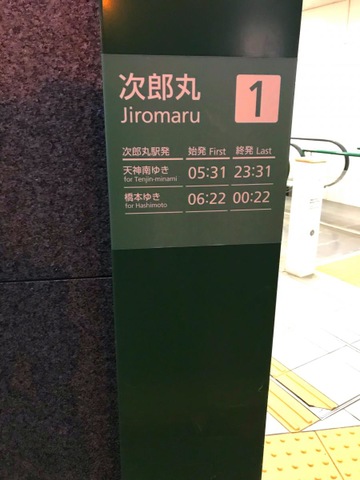 次郎丸 1
Jiromaru
次郎丸駅発 始発 First 終発 Last
天神南ゆき 05:31 23:31
for Tenjin-minami
橋本ゆき 06:22 00:22
for Hashimoto